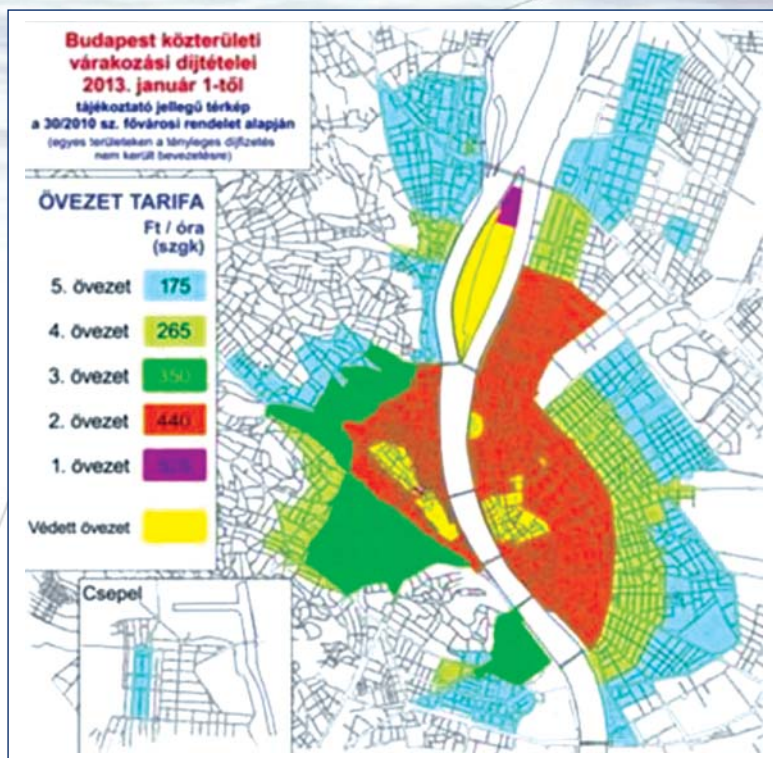 Budapest közterületi
várakozási díjtételei
2013. január 1-től
tájékoztató jellegű térkép
a 30/2010 sz. fővárosi rendelet alapján
(egyes területeken a tényleges díjfizetés
nem került bevezetésre)
ÖVEZET TARIFA
Ft / óra
(szgk)
5. övezet 175
4. övezet 265
3. övezet 350
2. övezet 440
1. övezet
Védett övezet
Csepel